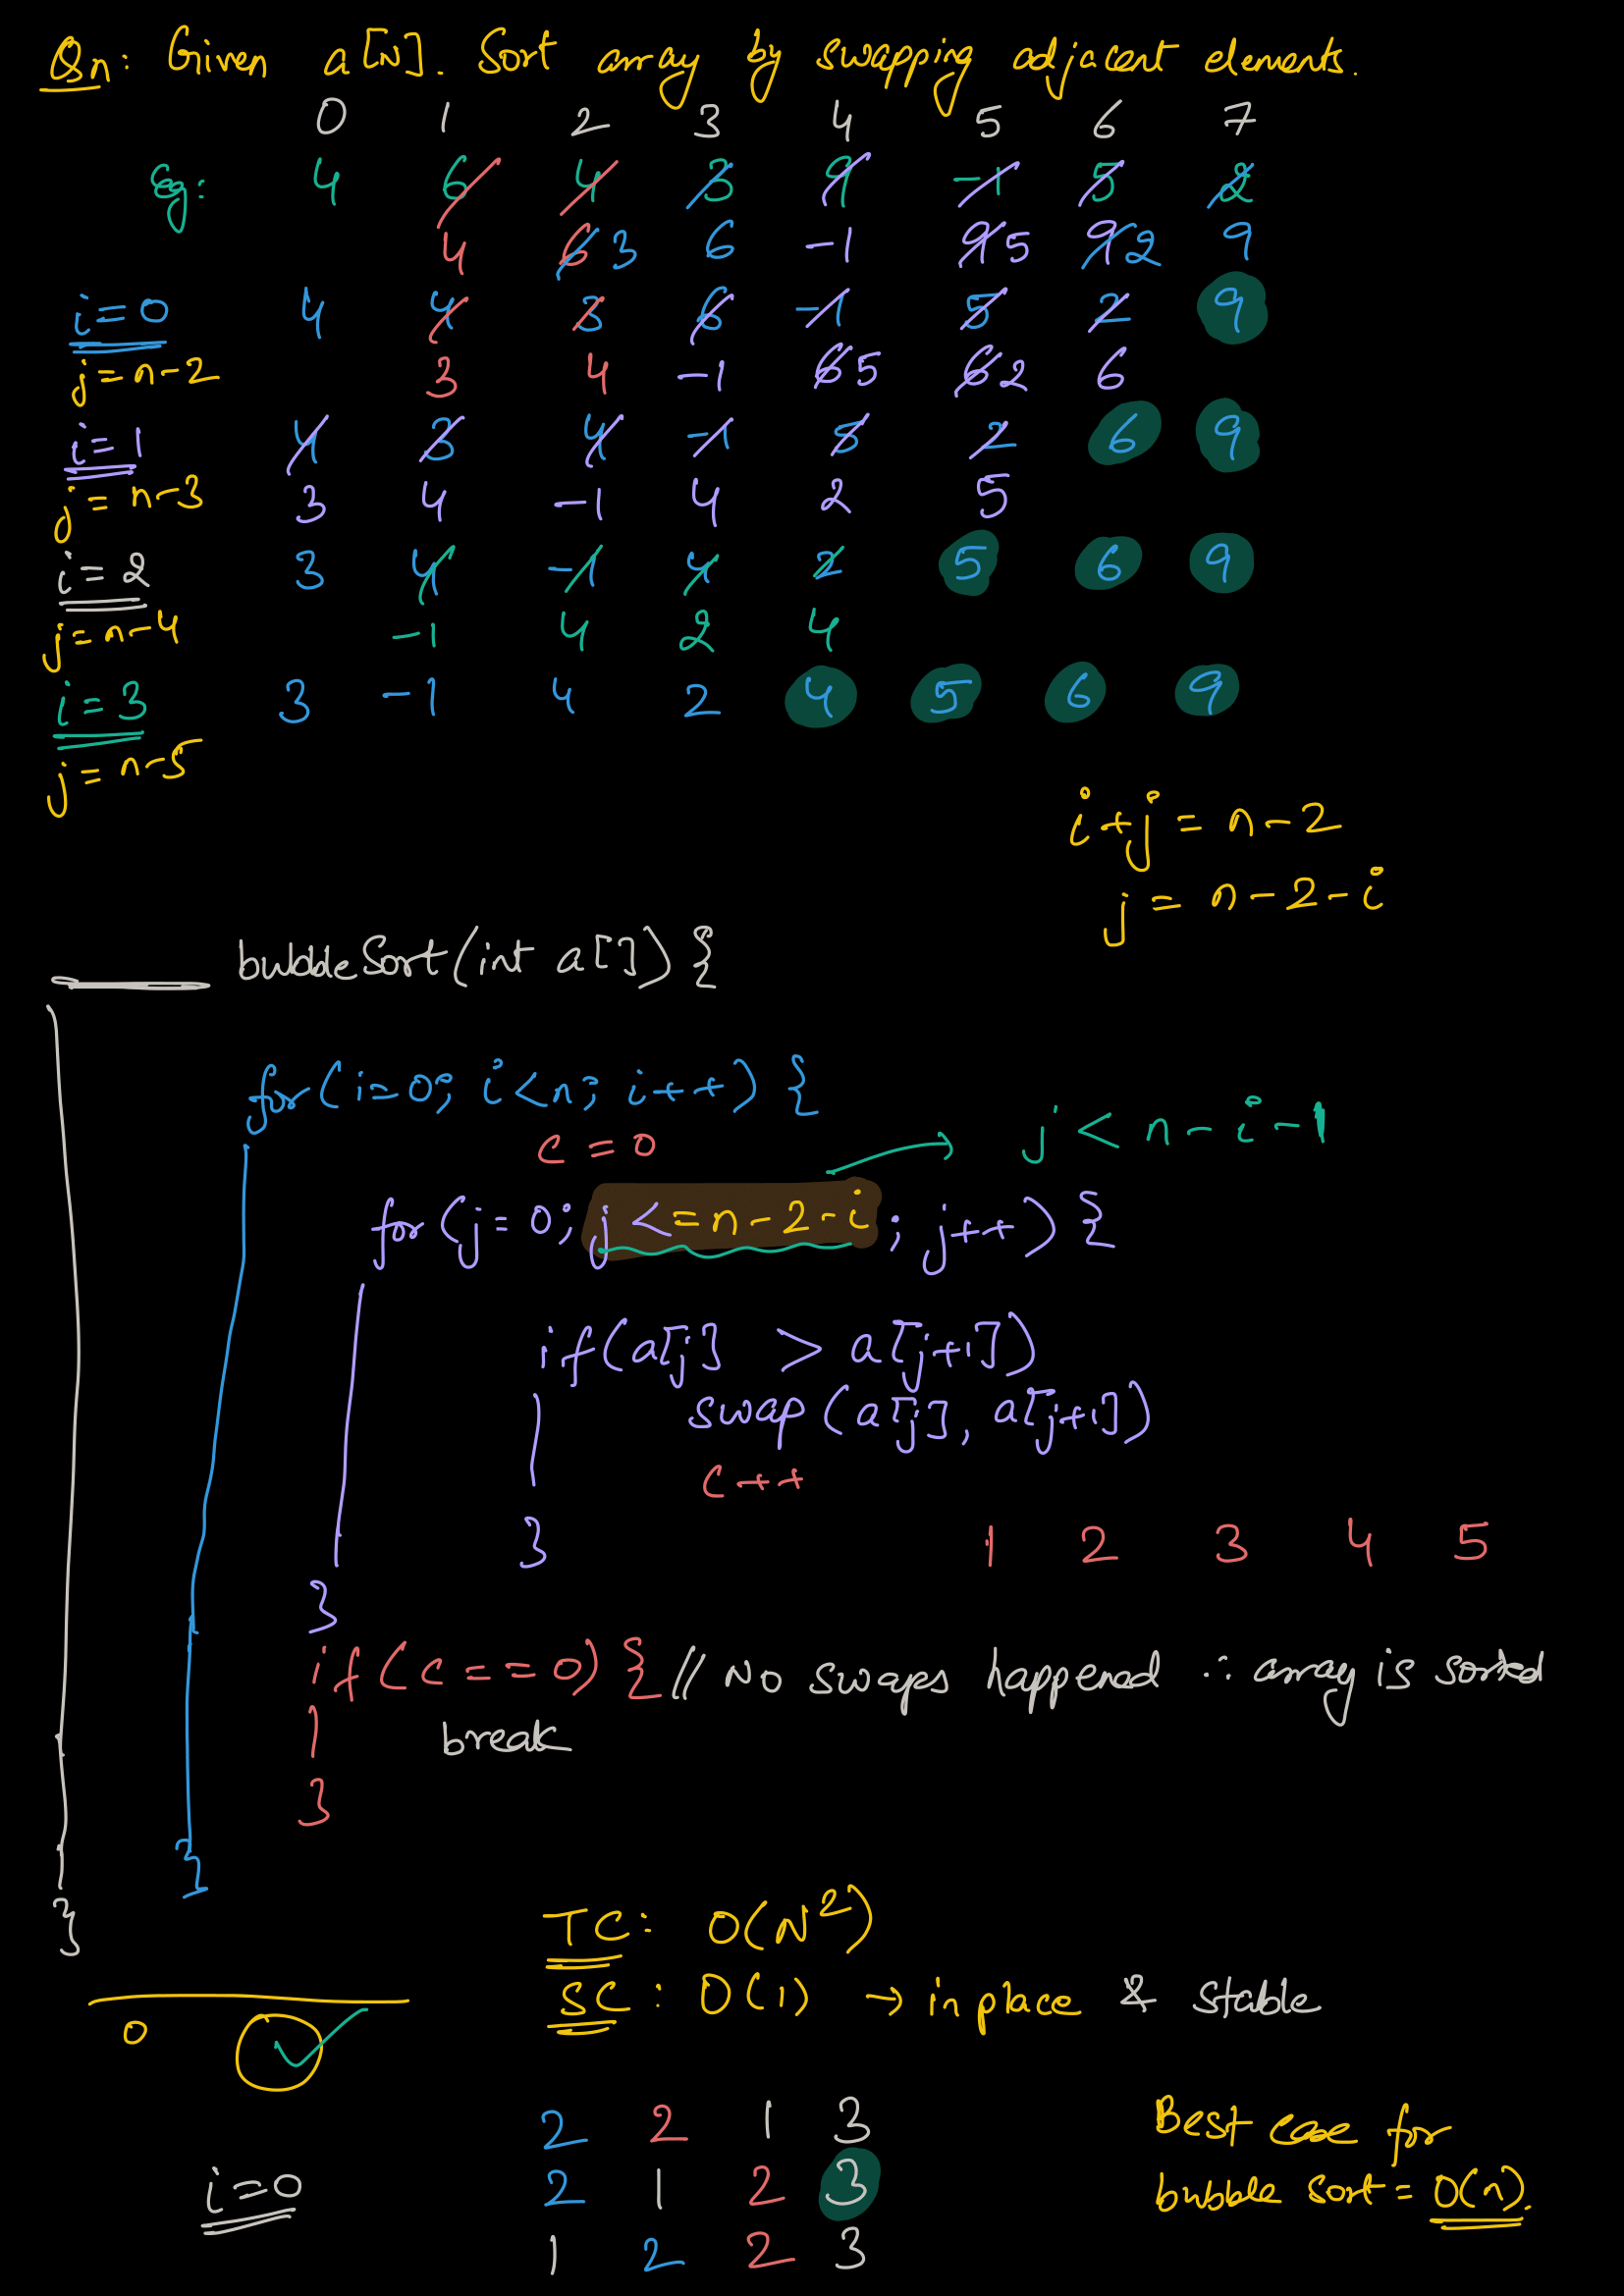 Qn: Given a[N]. Sort array by swapping adjacent elements.
0 1 2 3 4 5 6 7
Eg: 4 6 4 3 9 -1 5 2
4 6 3 6 -1 9 5 9 2 9
i=0 4 4 3 6 -1 5 2 9
j=n-2 3 4 -1 6 5 6 2 6
i=1 4 3 4 -1 5 2 6 9
j=n-3 3 4 -1 4 2 5
i=2 3 4 -1 4 2 5 6 9
j=n-4 -1 4 2 4
i=3 3 -1 4 2 4 5 6 9
j=n-5
i+j = n-2
j = n-2-i
bubbleSort(int a[]) {
for(i=0; i<n; i++) {
c = 0
j < n-i-1
for(j=0; j<=n-2-i; j++) {
if(a[j] > a[j+1])
swap(a[j], a[j+1])
c++
}
1 2 3 4 5
}
if(c==0) { // No swaps happened ∴ array is sorted
break
}
}
}
TC: O(N²)
SC: O(1) → in place & stable
0 ✓
2 2 1 3
i=0 2 1 2 3
1 2 2 3
Best case for
bubble sort = O(n).